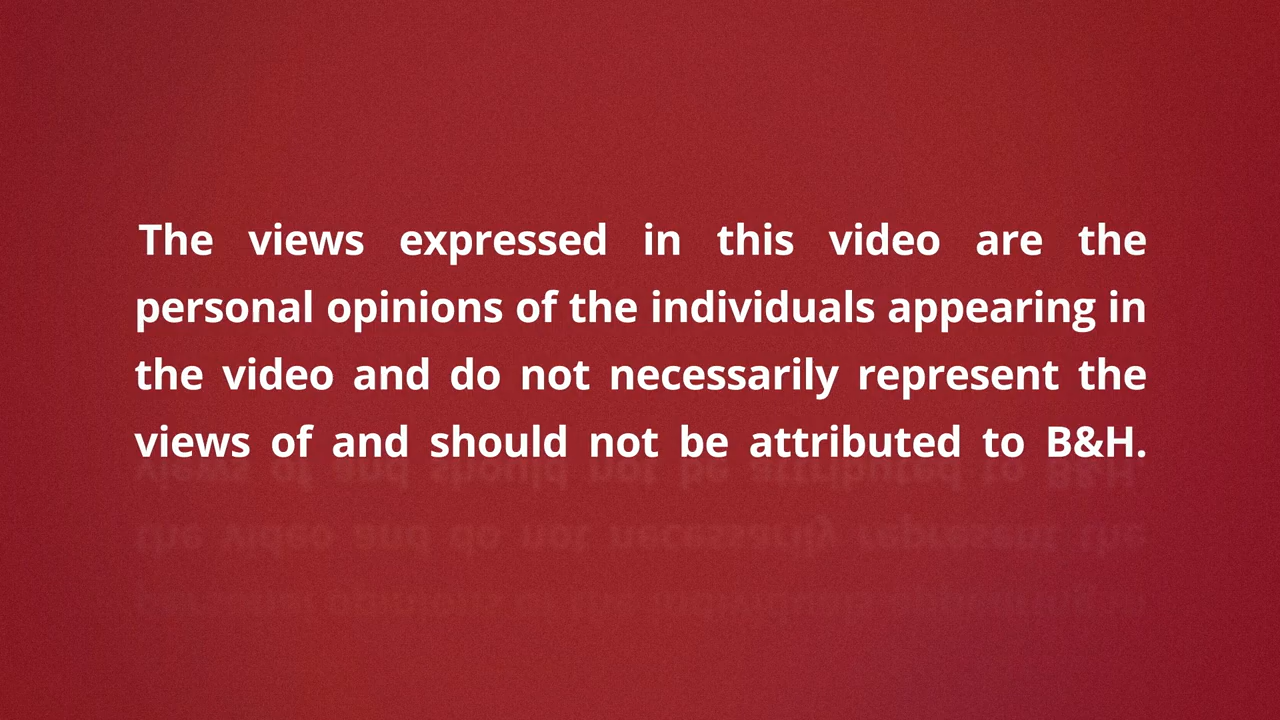 The views expressed in this video are the
personal opinions of the individuals appearing in
the video and do not necessarily represent the
views of and should not be attributed to B&H.